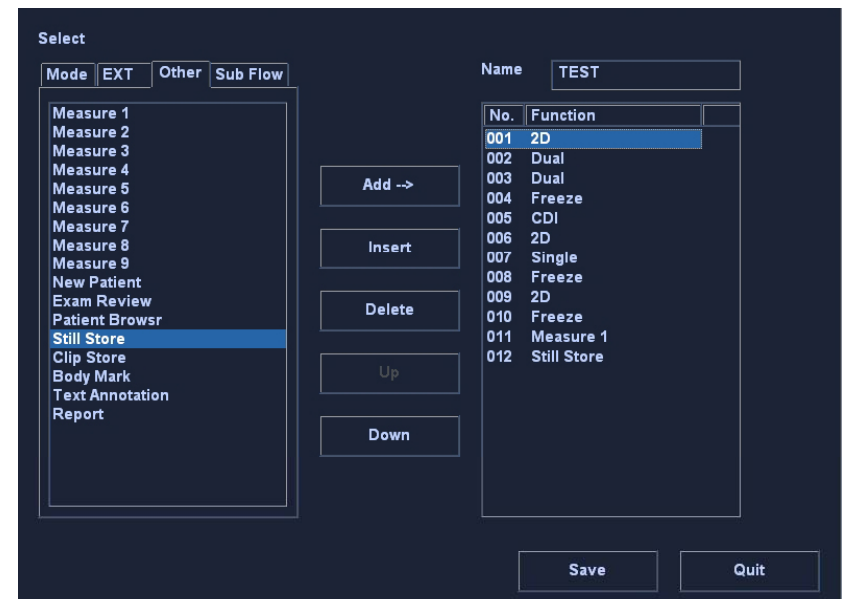 Select
Mode EXT Other Sub Flow
Measure 1
Measure 2
Measure 3
Measure 4
Measure 5
Measure 6
Measure 7
Measure 8
Measure 9
New Patient
Exam Review
Patient Browsr
Still Store
Clip Store
Body Mark
Text Annotation
Report
Add -->
Insert
Delete
Up
Down
Name TEST
No. Function
001 2D
002 Dual
003 Dual
004 Freeze
005 CDI
006 2D
007 Single
008 Freeze
009 2D
010 Freeze
011 Measure 1
012 Still Store
Save Quit